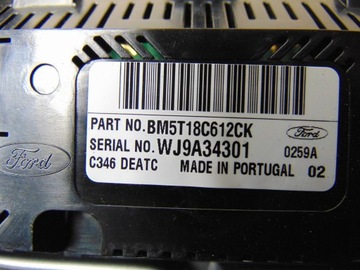 PART NO. BM5T18C612CK
Ford
SERIAL NO. WJ9A34301
0259A
C346 DEATC MADE IN PORTUGAL 02
Ford